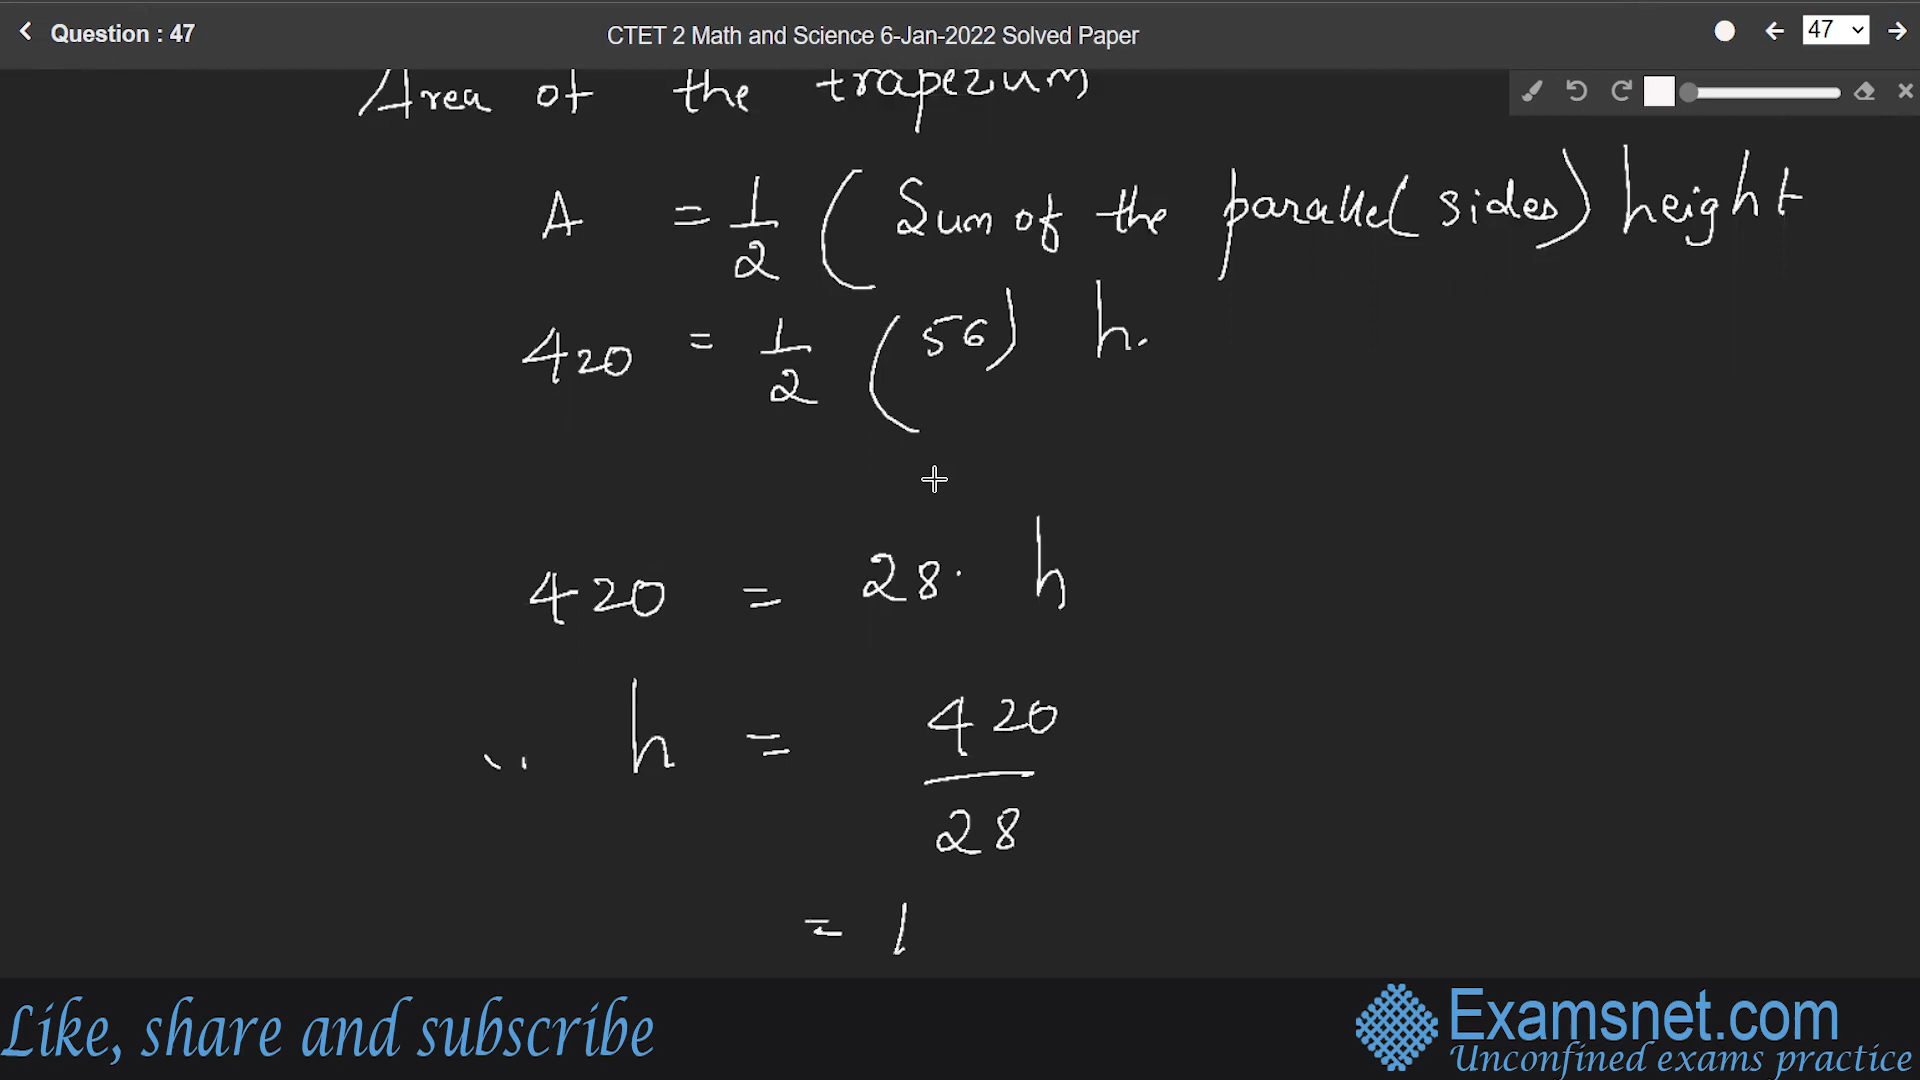 Question : 47
CTET 2 Math and Science 6-Jan-2022 Solved Paper
47
Area of the trapezium
A = 1/2 (Sum of the parallel sides) height
420 = 1/2 (56) h.
420 = 28 . h
∴ h = 420/28
= 1
Like, share and subscribe
Examsnet.com
Unconfined exams practice